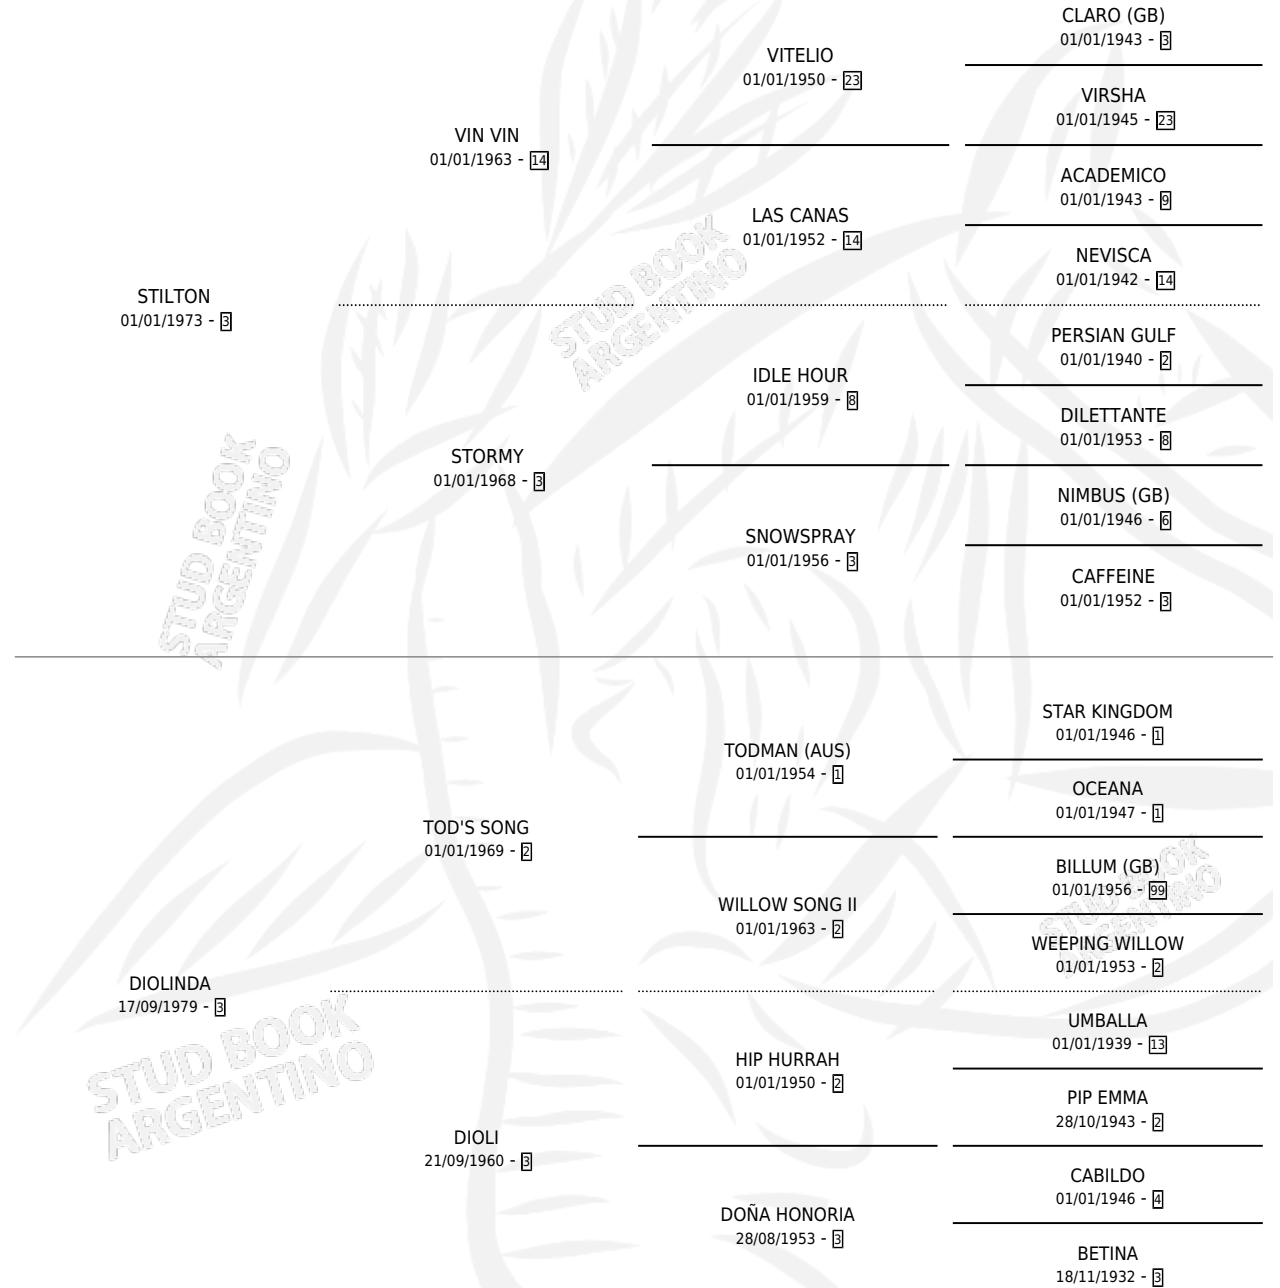 CLARO (GB)
01/01/1943 - 3
VITELIO
01/01/1950 - 23
VIRSHA
01/01/1945 - 23
VIN VIN
01/01/1963 - 14
ACADEMICO
01/01/1943 - 9
LAS CANAS
01/01/1952 - 14
NEVISCA
01/01/1942 - 14
STILTON
01/01/1973 - 3
PERSIAN GULF
01/01/1940 - 2
IDLE HOUR
01/01/1959 - 8
DILETTANTE
01/01/1953 - 8
STORMY
01/01/1968 - 3
NIMBUS (GB)
01/01/1946 - 6
SNOWSPRAY
01/01/1956 - 3
CAFFEINE
01/01/1952 - 3
STUD BOOK
ARGENTINO
STUD BOOK
ARGENTINO
STAR KINGDOM
01/01/1946 - 1
TODMAN (AUS)
01/01/1954 - 1
OCEANA
01/01/1947 - 1
TOD'S SONG
01/01/1969 - 2
BILLUM (GB)
01/01/1956 - 99
WILLOW SONG II
01/01/1963 - 2
WEEPING WILLOW
01/01/1953 - 2
DIOLINDA
17/09/1979 - 3
UMBALLA
01/01/1939 - 13
HIP HURRAH
01/01/1950 - 2
PIP EMMA
28/10/1943 - 2
DIOLI
21/09/1960 - 3
CABILDO
01/01/1946 - 4
DOÑA HONORIA
28/08/1953 - 3
BETINA
18/11/1932 - 3
STUD BOOK
ARGENTINO
STUD BOOK
ARGENTINO